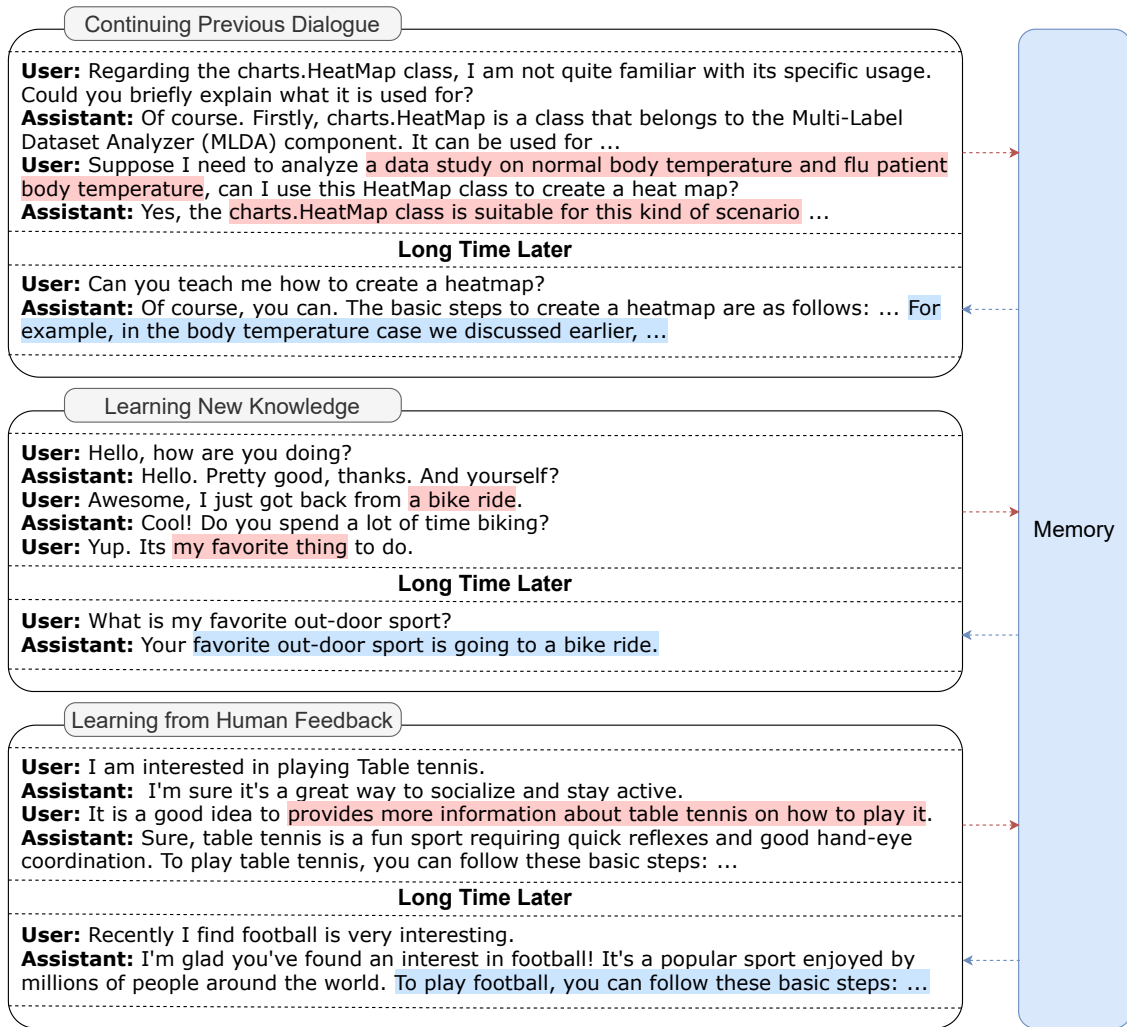 Continuing Previous Dialogue
User: Regarding the charts.HeatMap class, I am not quite familiar with its specific usage.
Could you briefly explain what it is used for?
Assistant: Of course. Firstly, charts.HeatMap is a class that belongs to the Multi-Label
Dataset Analyzer (MLDA) component. It can be used for ...
User: Suppose I need to analyze a data study on normal body temperature and flu patient
body temperature, can I use this HeatMap class to create a heat map?
Assistant: Yes, the charts.HeatMap class is suitable for this kind of scenario ...
Long Time Later
User: Can you teach me how to create a heatmap?
Assistant: Of course, you can. The basic steps to create a heatmap are as follows: ... For
example, in the body temperature case we discussed earlier, ...
Learning New Knowledge
User: Hello, how are you doing?
Assistant: Hello. Pretty good, thanks. And yourself?
User: Awesome, I just got back from a bike ride.
Assistant: Cool! Do you spend a lot of time biking?
User: Yup. Its my favorite thing to do.
Long Time Later
User: What is my favorite out-door sport?
Assistant: Your favorite out-door sport is going to a bike ride.
Memory
Learning from Human Feedback
User: I am interested in playing Table tennis.
Assistant:  I'm sure it's a great way to socialize and stay active.
User: It is a good idea to provides more information about table tennis on how to play it.
Assistant: Sure, table tennis is a fun sport requiring quick reflexes and good hand-eye
coordination. To play table tennis, you can follow these basic steps: ...
Long Time Later
User: Recently I find football is very interesting.
Assistant: I'm glad you've found an interest in football! It's a popular sport enjoyed by
millions of people around the world. To play football, you can follow these basic steps: ...